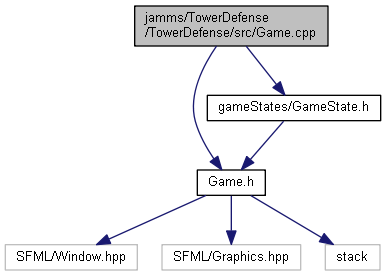 jamms/TowerDefense
/TowerDefense/src/Game.cpp
gameStates/GameState.h
Game.h
SFML/Window.hpp
SFML/Graphics.hpp
stack